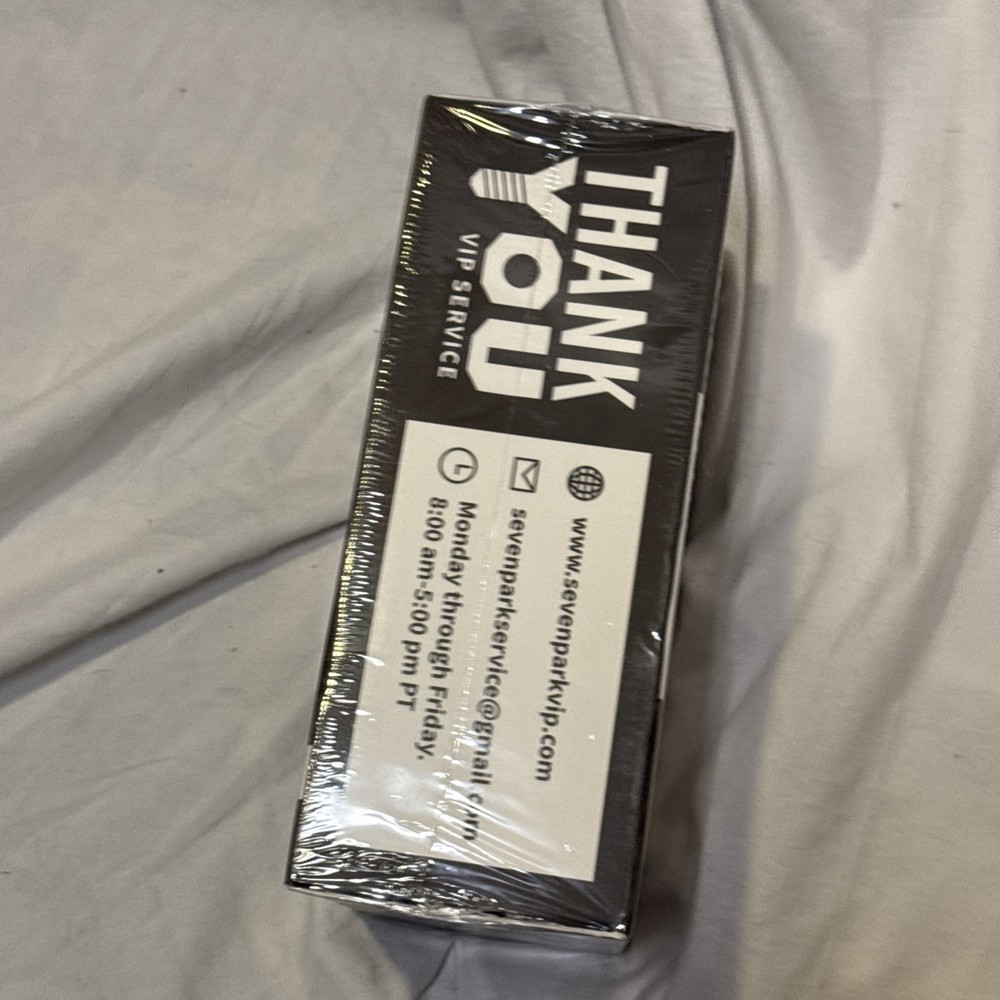 THANK
YOU
VIP SERVICE
www.sevenparkvip.com
sevenparkservice@gmail.com
Monday through Friday.
8:00 am-5:00 pm PT